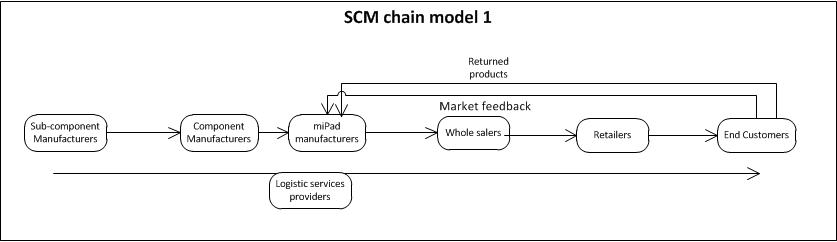 SCM chain model 1
Returned
products
Market feedback
Sub-component
Manufacturers
Component
Manufacturers
miPad
manufacturers
Whole salers
Retailers
End Customers
Logistic services
providers